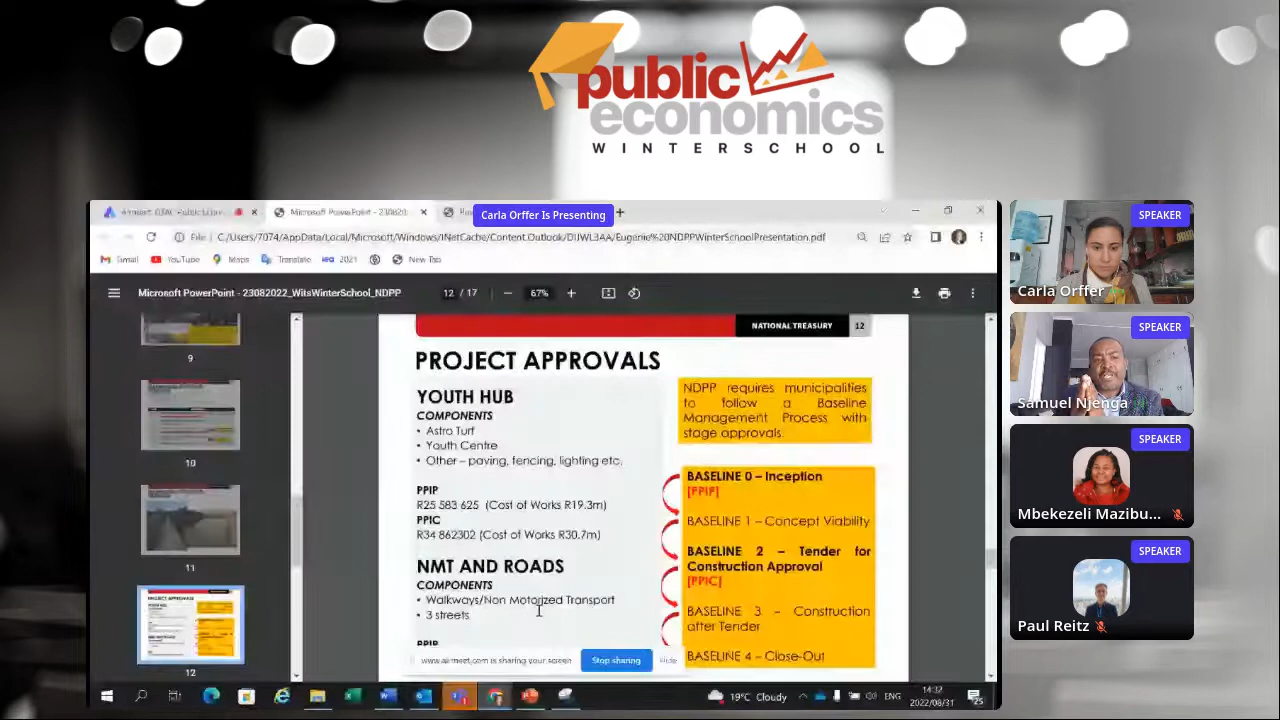 public
economics
WINTERSCHOOL
Carla Orffer Is Presenting
Microsoft PowerPoint - 230820
File
C:/Users/7074/AppData/Local/Microsoft/Windows/INetCache/Content.Outlook/DIJWL3AA/Eugenie%20NDPPWinterSchoolPresentation.pdf
Gmail YouTube Maps Translate 2021 New Tab
Microsoft PowerPoint - 23082022_WitsWinterSchool_NDPP 12 / 17 67%
9
10
11
12
NATIONAL TREASURY 12
PROJECT APPROVALS
YOUTH HUB
COMPONENTS
• Astro Turf
• Youth Centre
• Other – paving, fencing, lighting etc.
PPIP
R25 583 625 (Cost of Works R19.3m)
PPIC
R34 862302 (Cost of Works R30.7m)
NMT AND ROADS
COMPONENTS
• Walkways/Non Motorized Transport
• 3 streets
PPIP
NDPP requires municipalities
to follow a Baseline
Management Process with
stage approvals.
BASELINE 0 – Inception
[PPIP]
BASELINE 1 – Concept Viability
BASELINE 2 – Tender for
Construction Approval
[PPIC]
BASELINE 3 – Construction
after Tender
BASELINE 4 – Close-Out
www.airmeet.com is sharing your screen Stop sharing Hide
19°C Cloudy ENG 14:32
2022/08/31 25
SPEAKER
Carla Orffer
SPEAKER
Samuel Njenga
SPEAKER
Mbekezeli Mazibu...
SPEAKER
Paul Reitz